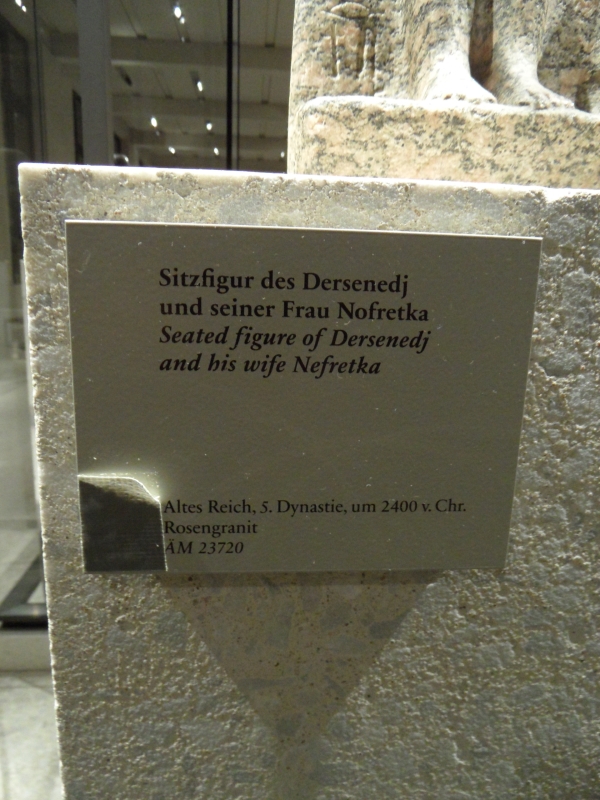 Sitzfigur des Dersenedj
und seiner Frau Nofretka
Seated figure of Dersenedj
and his wife Nefretka
Altes Reich, 5. Dynastie, um 2400 v. Chr.
Rosengranit
ÄM 23720